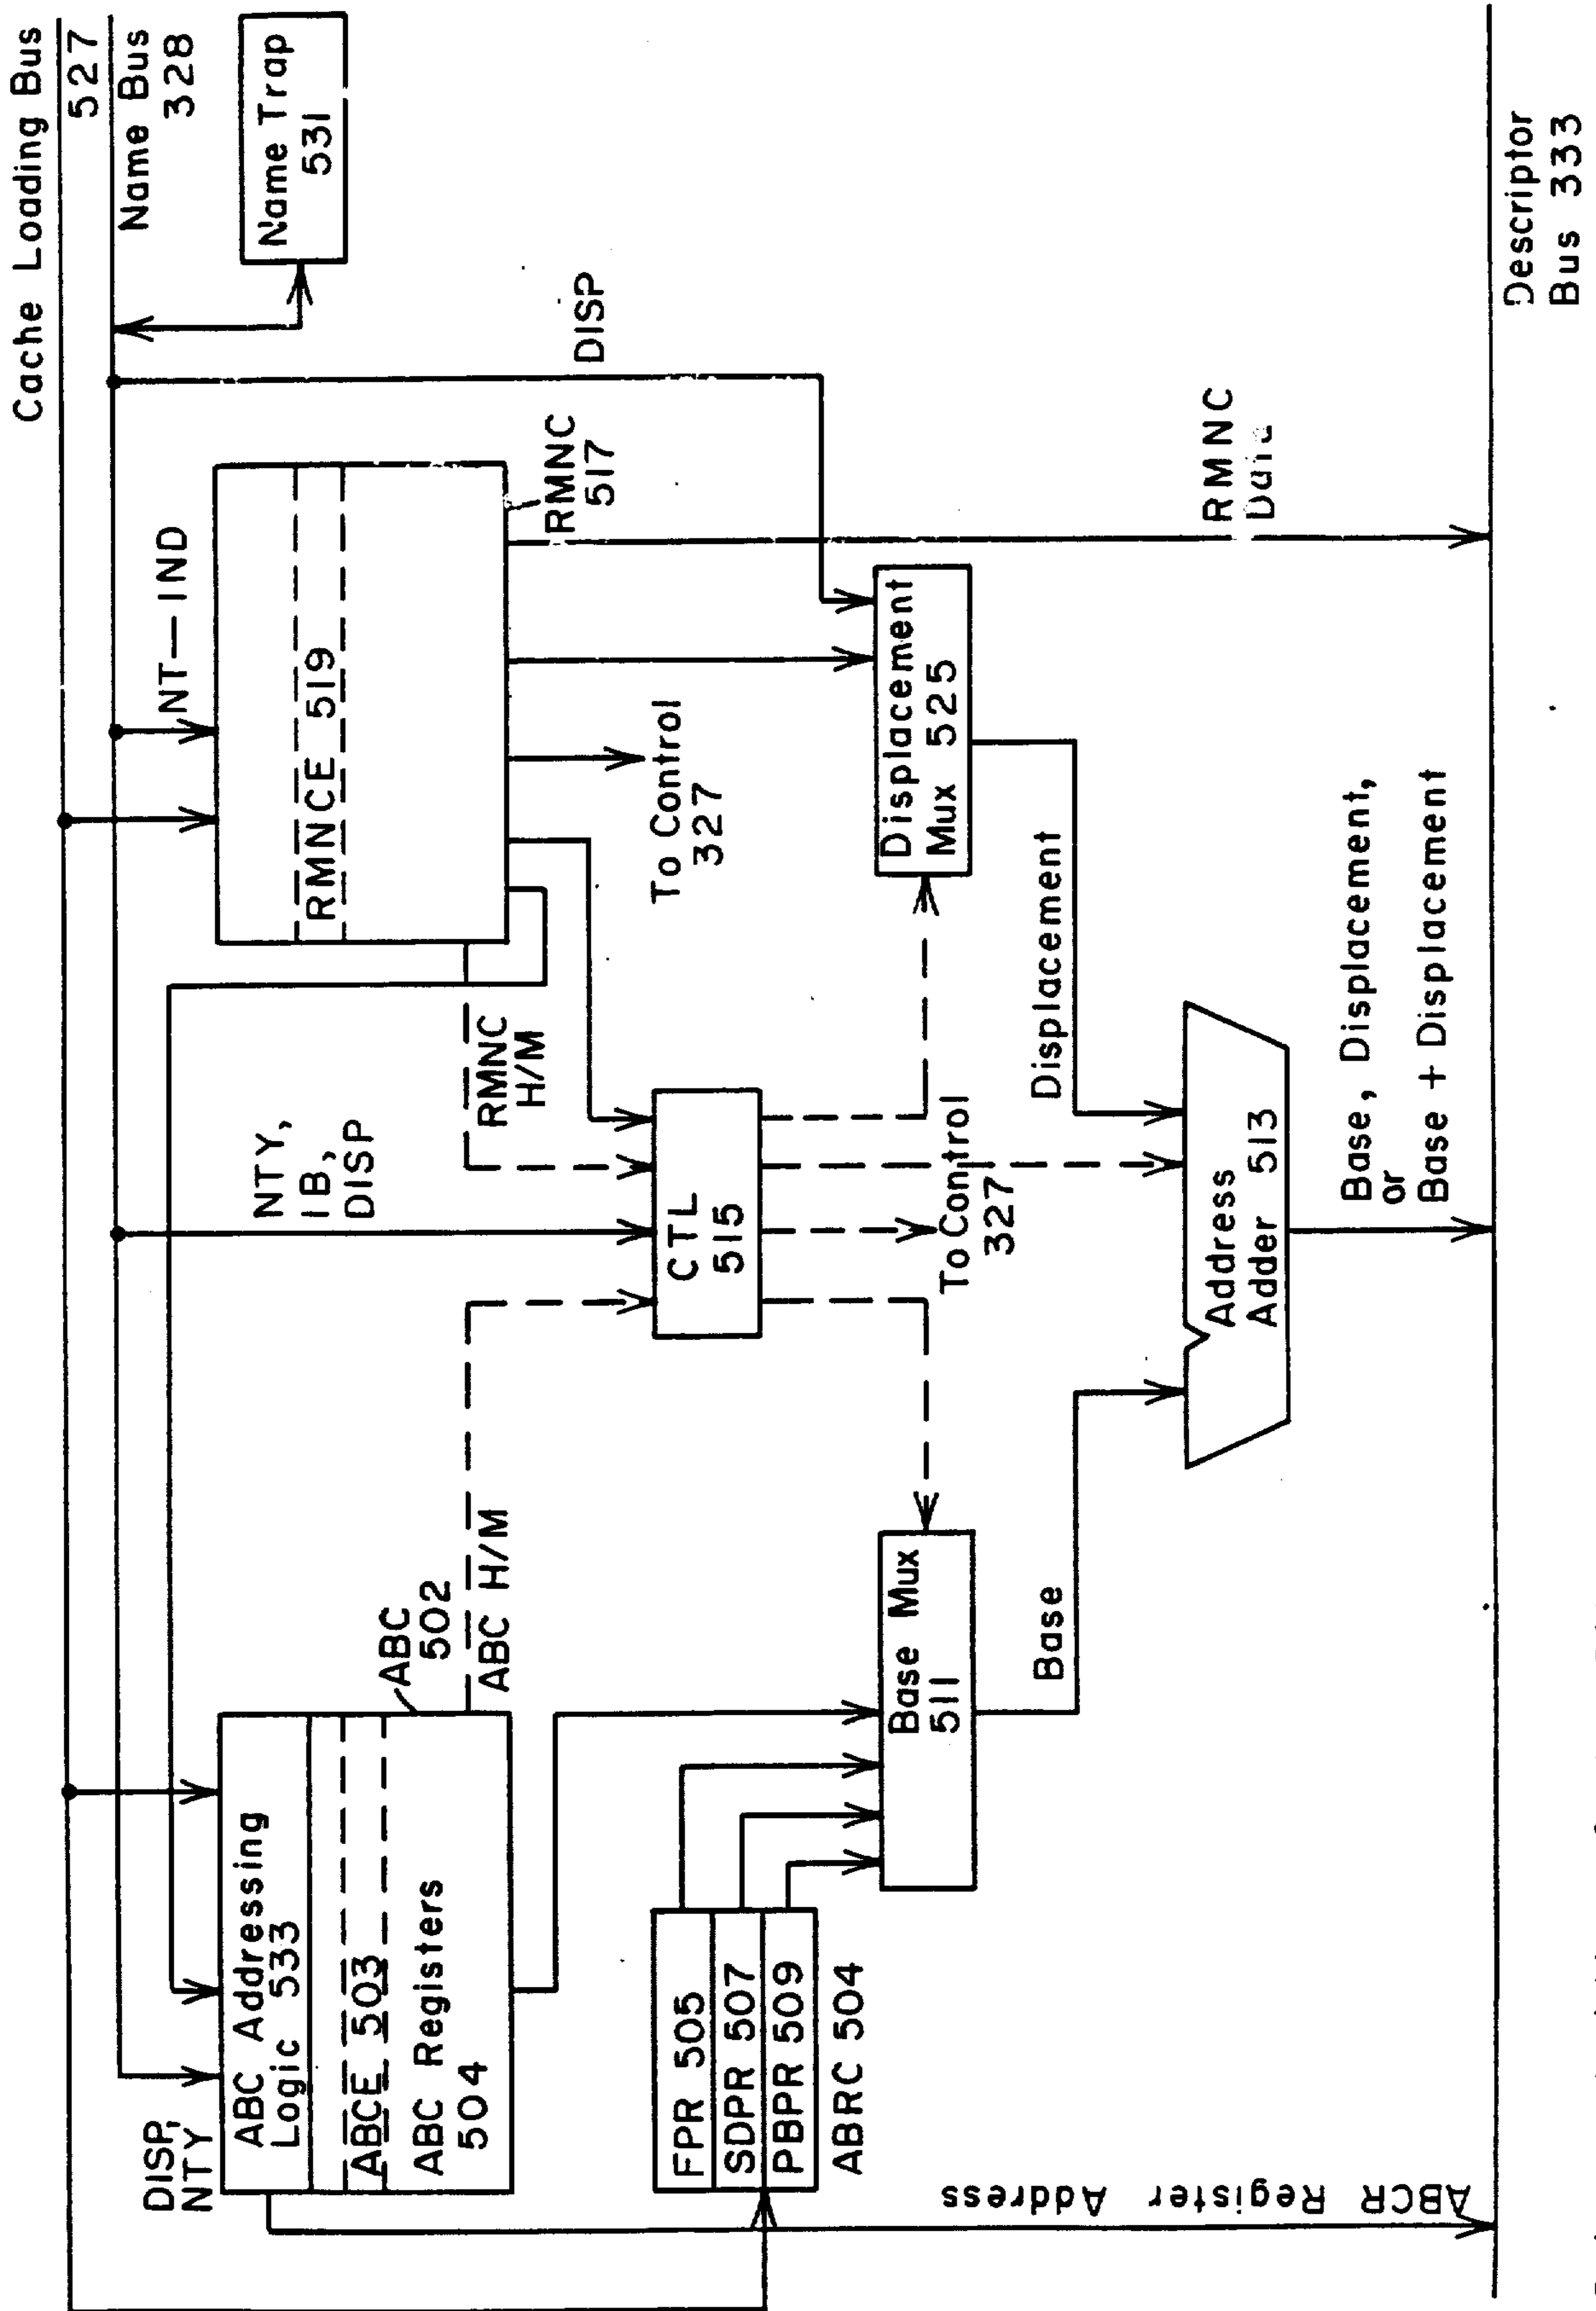 Cache Loading Bus
527
Name Bus
328
Name Trap
531
DISP
NT—IND
RMNCE 519
RMNC
517
RMNC
To Control
327
Displacement
Mux 525
NTY,
IB,
DISP
RMNC
H/M
CTL
515
To Control
327
Displacement
Address
Adder 513
Base, Displacement,
or
Base + Displacement
Descriptor
Bus 333
DISP,
NTY
ABC Addressing
Logic 533
ABCE 503
ABC Registers
504
ABC
502
ABC H/M
FPR 505
SDPR 507
PBPR 509
ABRC 504
Base Mux
511
Base
ABCR Register Address